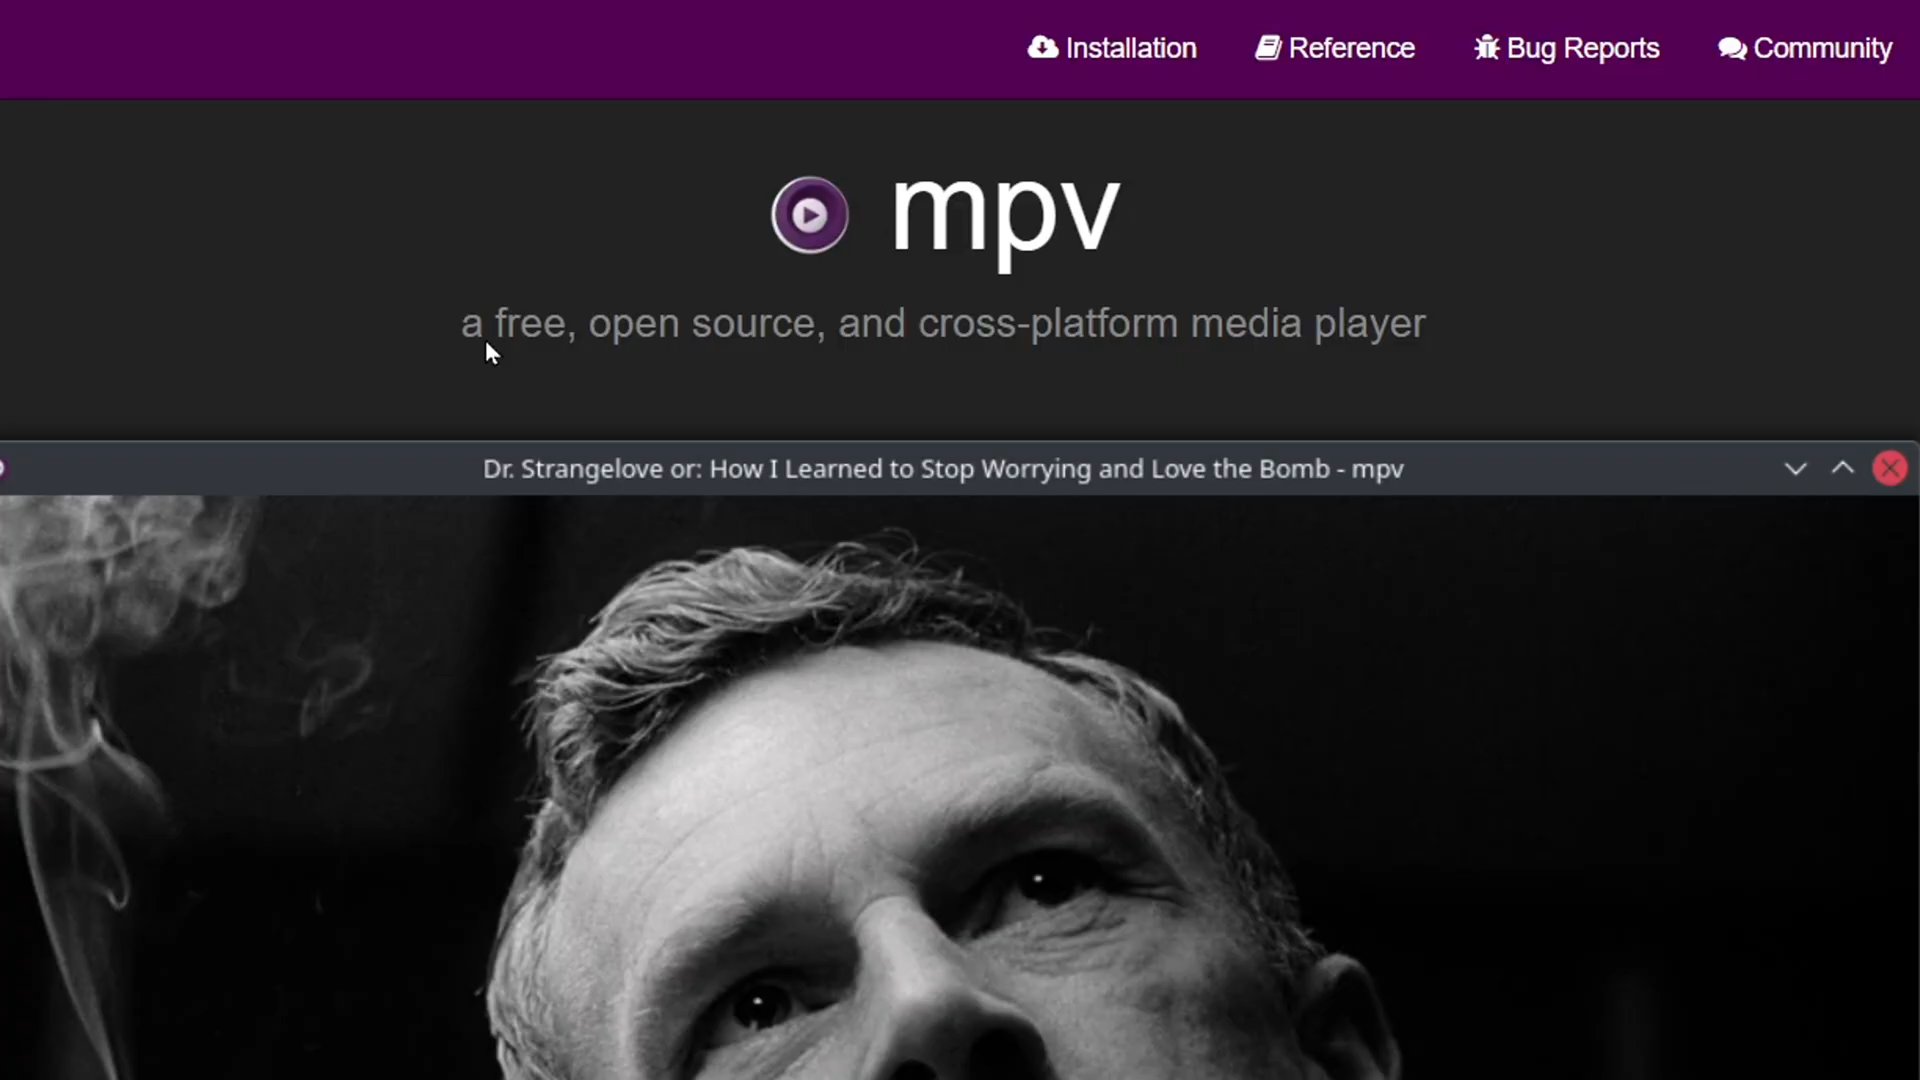 Installation Reference Bug Reports Community
mpv
a free, open source, and cross-platform media player
Dr. Strangelove or: How I Learned to Stop Worrying and Love the Bomb - mpv